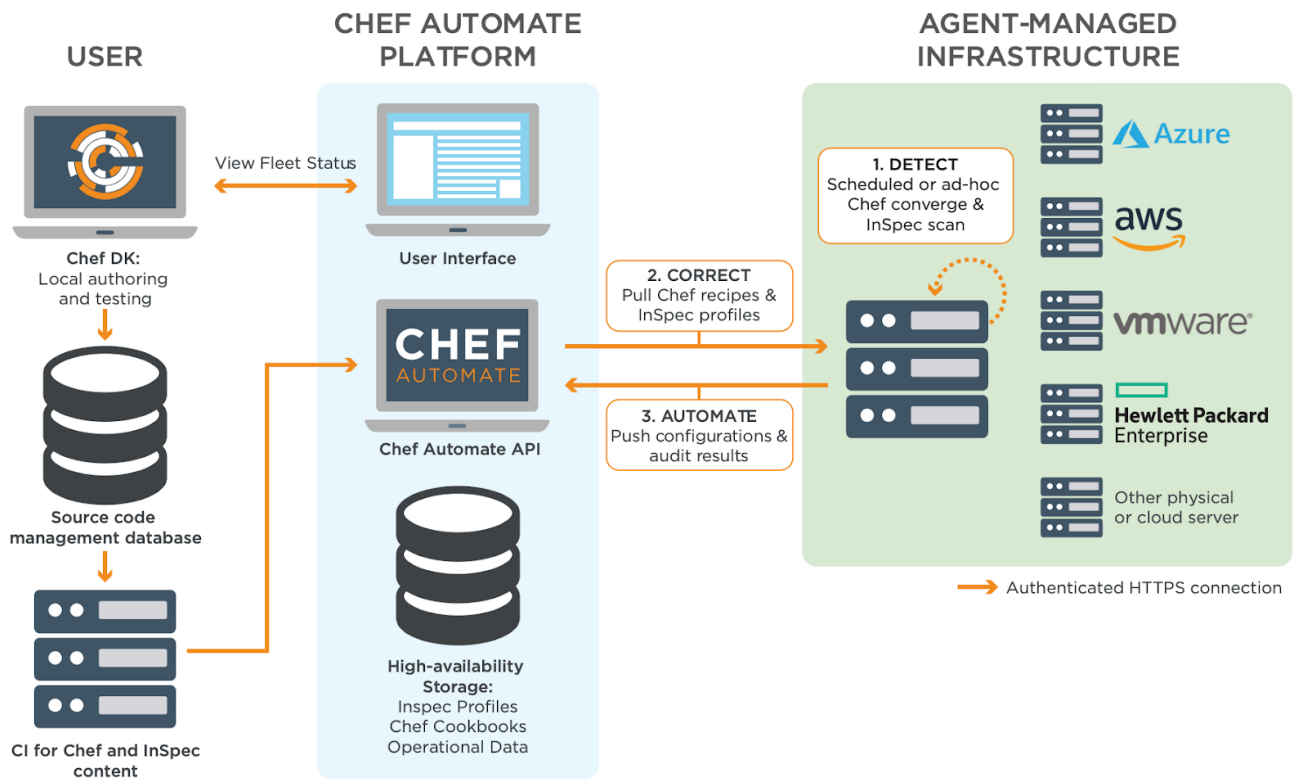 USER
CHEF AUTOMATE
PLATFORM
AGENT-MANAGED
INFRASTRUCTURE
View Fleet Status
Chef DK:
Local authoring
and testing
Source code
management database
CI for Chef and InSpec
content
User Interface
CHEF
AUTOMATE
Chef Automate API
High-availability
Storage:
Inspec Profiles
Chef Cookbooks
Operational Data
2. CORRECT
Pull Chef recipes &
InSpec profiles
3. AUTOMATE
Push configurations &
audit results
1. DETECT
Scheduled or ad-hoc
Chef converge &
InSpec scan
Azure
aws
vmware®
Hewlett Packard
Enterprise
Other physical
or cloud server
Authenticated HTTPS connection